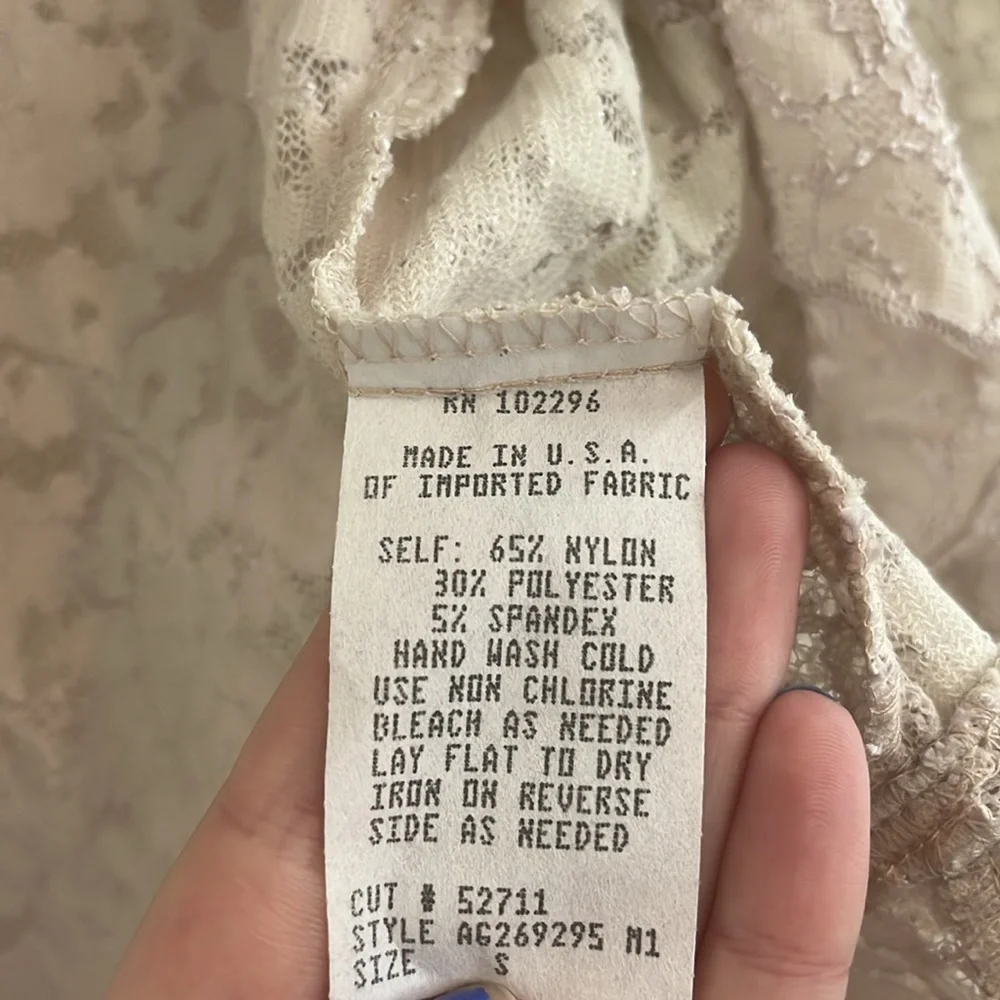 RN 102296
MADE IN U.S.A.
OF IMPORTED FABRIC
SELF: 65% NYLON
30% POLYESTER
5% SPANDEX
HAND WASH COLD
USE NON CHLORINE
BLEACH AS NEEDED
LAY FLAT TO DRY
IRON ON REVERSE
SIDE AS NEEDED
CUT # 52711
STYLE AG269295 M1
SIZE S